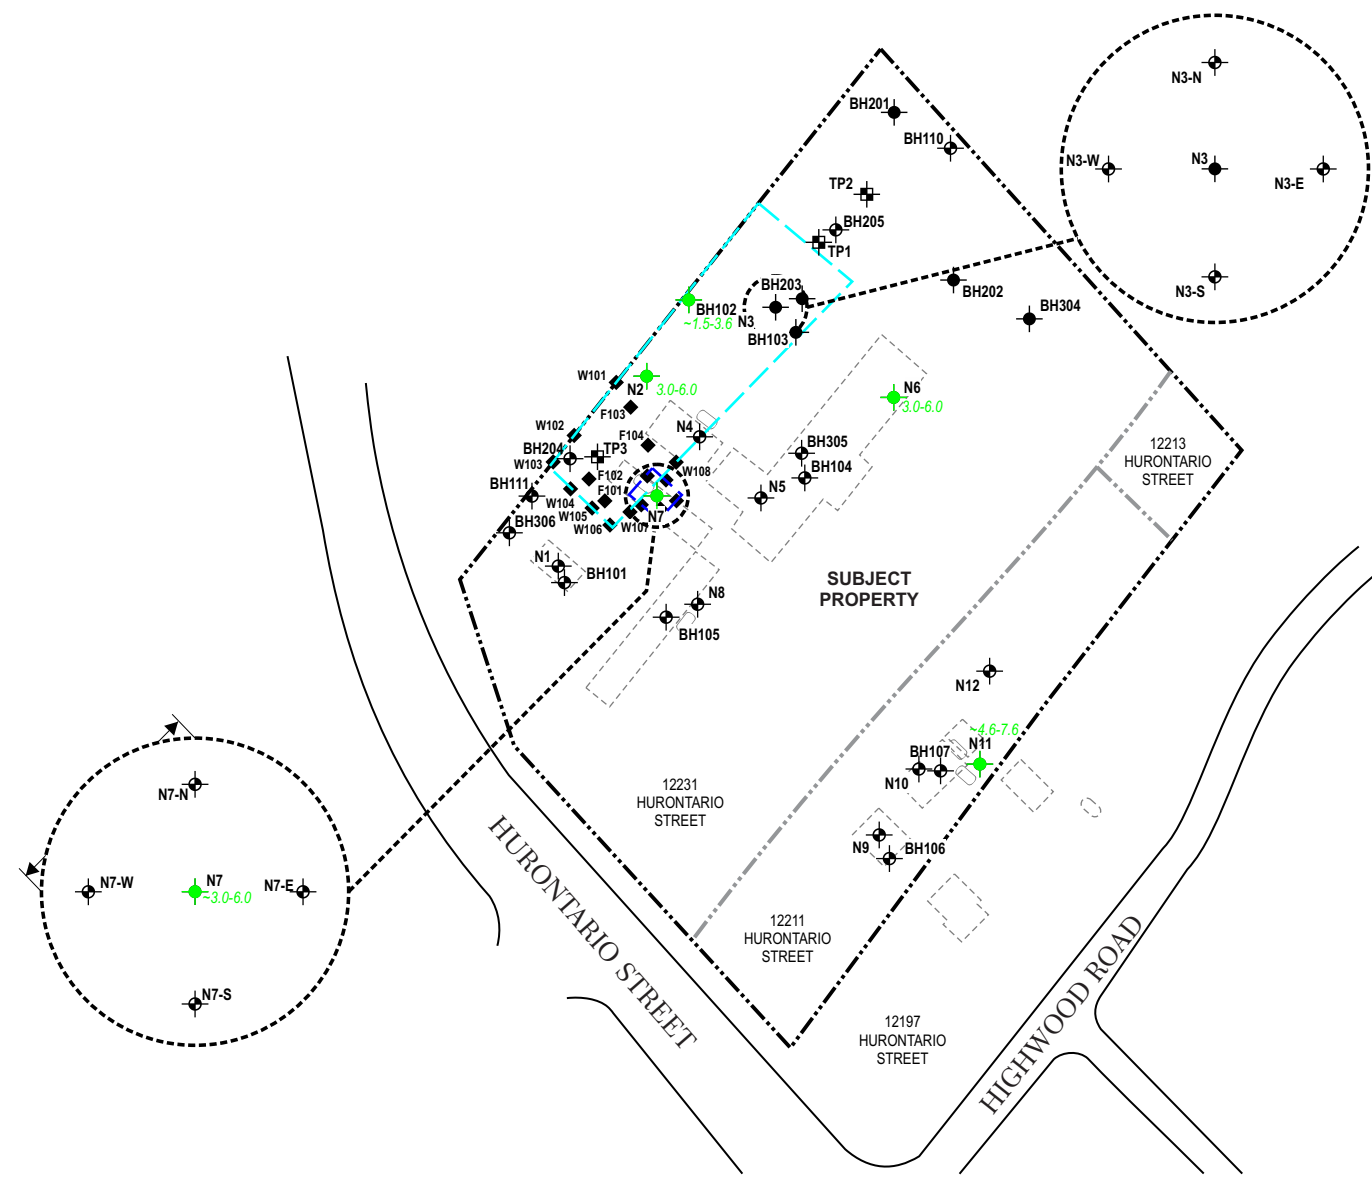 N3-N
BH201
BH110
N3-W
N3
N3-E
TP2
BH205
TP1
N3-S
BH203
BH202
BH102
~1.5-3.6
N3
BH304
BH103
W101
N2
3.0-6.0
N6
3.0-6.0
F103
W102
F104
N4
12213
HURONTARIO
STREET
BH204
TP3
BH305
W103
W108
BH104
F102
BH111
N5
F101
W104
W105
N7
BH306
W106
W107
N1
BH101
SUBJECT
PROPERTY
N8
BH105
N12
~4.6-7.6
N11
BH107
N10
N7-N
12231
HURONTARIO
STREET
N9
BH106
N7-W
N7
~3.0-6.0
N7-E
HURONTARIO STREET
12211
HURONTARIO
STREET
HIGHWOOD ROAD
N7-S
12197
HURONTARIO
STREET